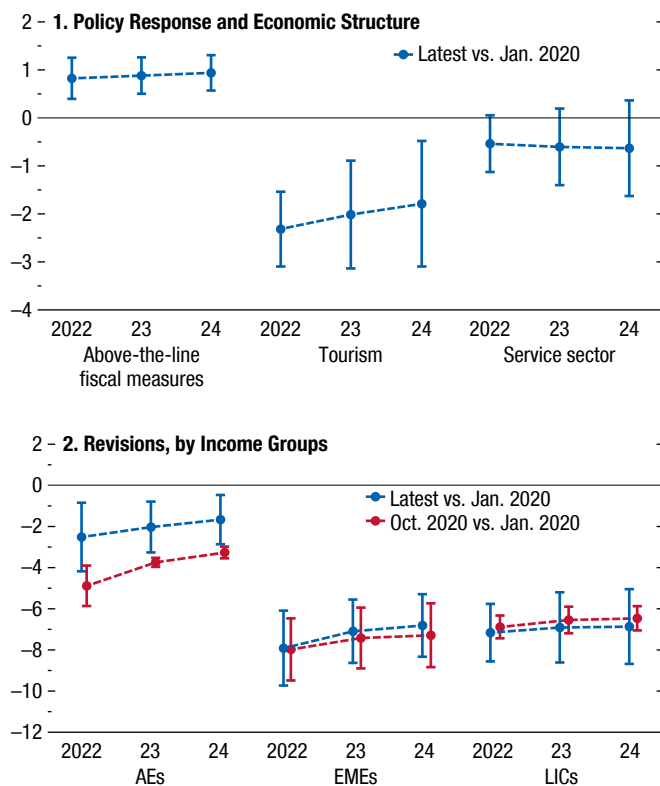 1. Policy Response and Economic Structure
Latest vs. Jan. 2020
2
1
0
–1
–2
–3
–4
2022 23 24 2022 23 24 2022 23 24
Above-the-line Tourism Service sector
fiscal measures
2. Revisions, by Income Groups
Latest vs. Jan. 2020
Oct. 2020 vs. Jan. 2020
2
0
–2
–4
–6
–8
–10
–12
2022 23 24 2022 23 24 2022 23 24
AEs EMEs LICs